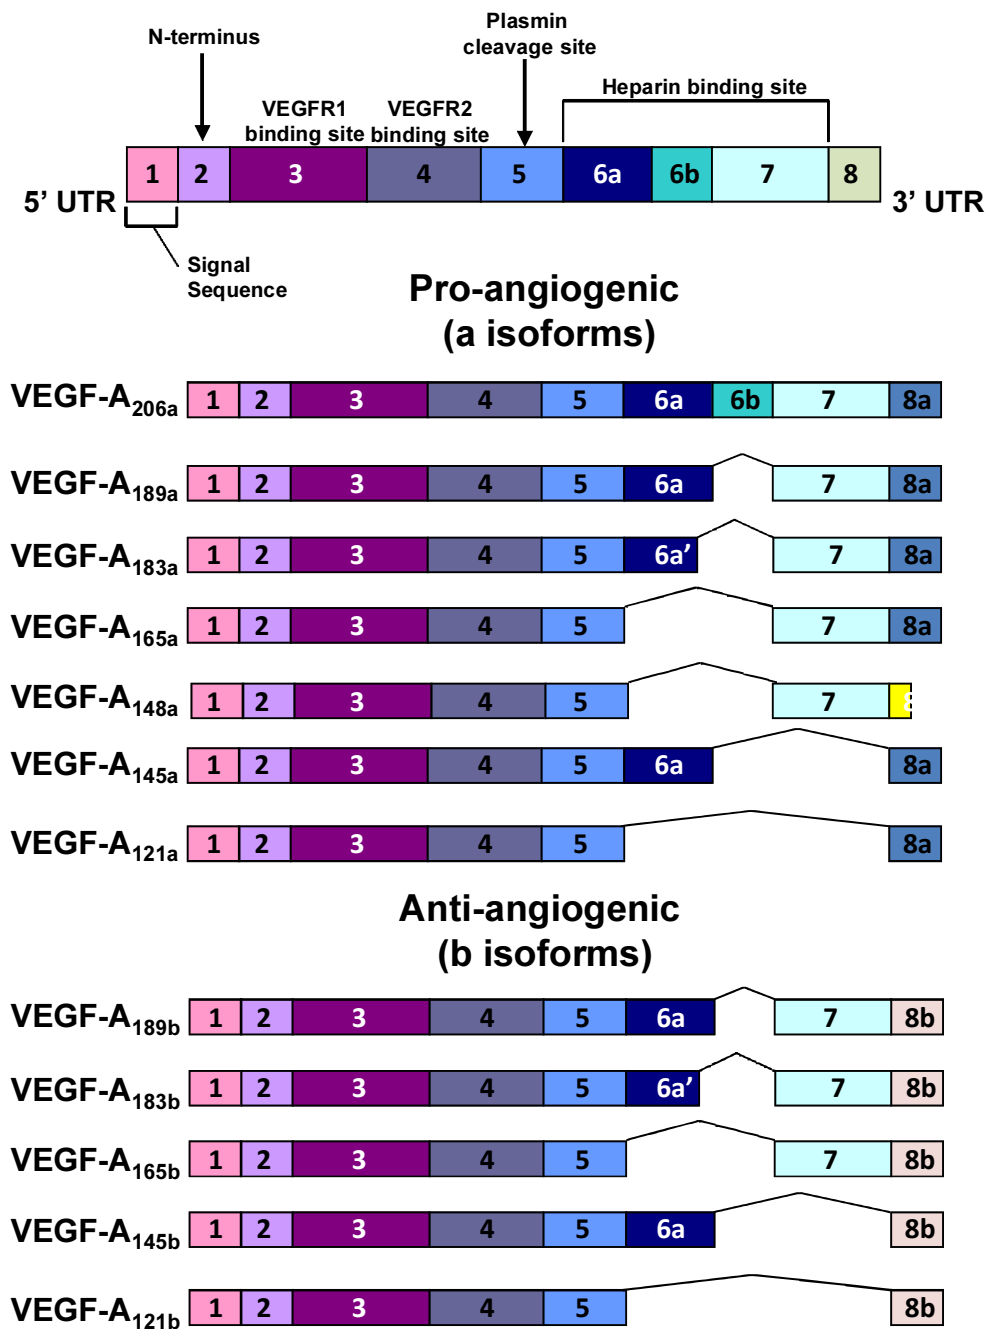 N-terminus
Plasmin
cleavage site
VEGFR1
binding site
VEGFR2
binding site
Heparin binding site
1 2 3 4 5 6a 6b 7 8
5’ UTR
3’ UTR
Signal
Sequence
Pro-angiogenic
(a isoforms)
VEGF-A206a 1 2 3 4 5 6a 6b 7 8a
VEGF-A189a 1 2 3 4 5 6a 7 8a
VEGF-A183a 1 2 3 4 5 6a’ 7 8a
VEGF-A165a 1 2 3 4 5 7 8a
VEGF-A148a 1 2 3 4 5 7 8
VEGF-A145a 1 2 3 4 5 6a 8a
VEGF-A121a 1 2 3 4 5 8a
Anti-angiogenic
(b isoforms)
VEGF-A189b 1 2 3 4 5 6a 7 8b
VEGF-A183b 1 2 3 4 5 6a’ 7 8b
VEGF-A165b 1 2 3 4 5 7 8b
VEGF-A145b 1 2 3 4 5 6a 8b
VEGF-A121b 1 2 3 4 5 8b